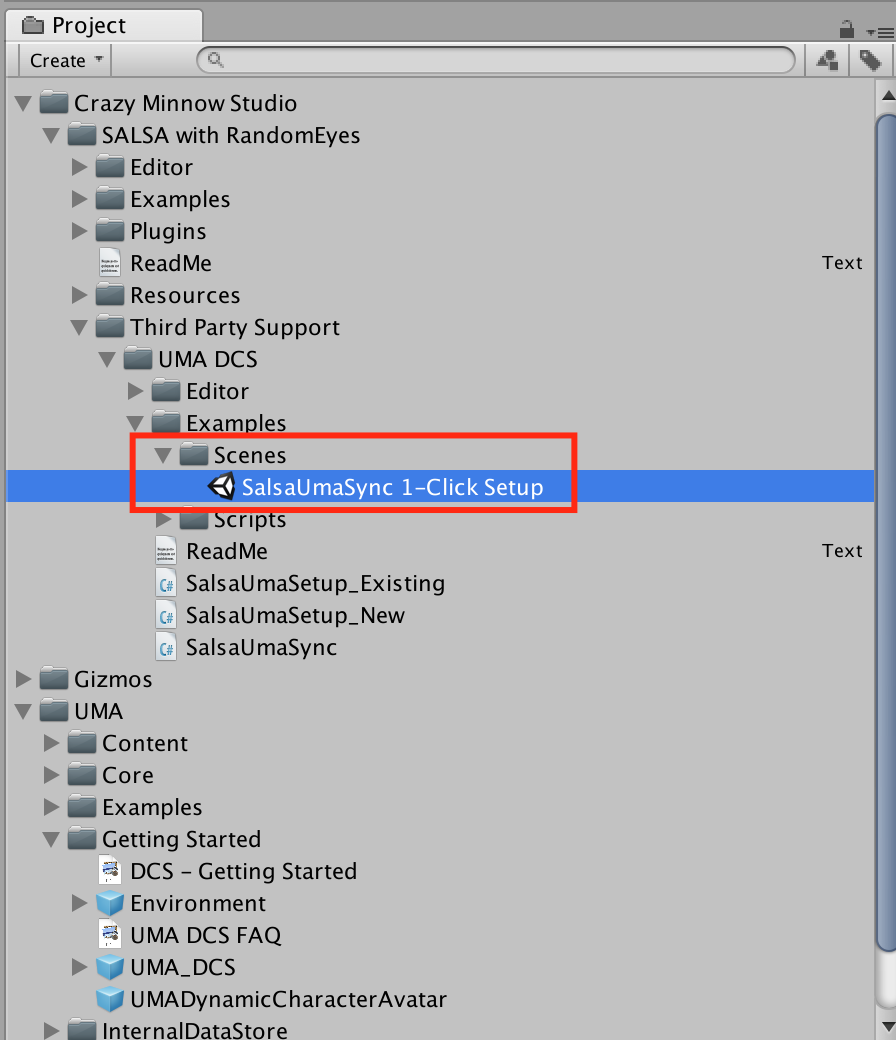 Project
Create
Crazy Minnow Studio
SALSA with RandomEyes
Editor
Examples
Plugins
ReadMe Text
Resources
Third Party Support
UMA DCS
Editor
Examples
Scenes
SalsaUmaSync 1-Click Setup
Scripts
ReadMe Text
SalsaUmaSetup_Existing
SalsaUmaSetup_New
SalsaUmaSync
Gizmos
UMA
Content
Core
Examples
Getting Started
DCS - Getting Started
Environment
UMA DCS FAQ
UMA_DCS
UMADynamicCharacterAvatar
InternalDataStore